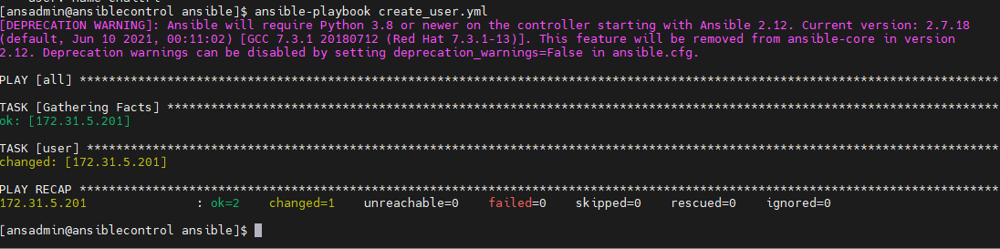 [ansadmin@ansiblecontrol ansible]$ ansible-playbook create_user.yml
[DEPRECATION WARNING]: Ansible will require Python 3.8 or newer on the controller starting with Ansible 2.12. Current version: 2.7.18
(default, Jun 10 2021, 00:11:02) [GCC 7.3.1 20180712 (Red Hat 7.3.1-13)]. This feature will be removed from ansible-core in version
2.12. Deprecation warnings can be disabled by setting deprecation_warnings=False in ansible.cfg.
PLAY [all] ******************************************************************************************************************************
TASK [Gathering Facts] ******************************************************************************************************************
ok: [172.31.5.201]
TASK [user] *****************************************************************************************************************************
changed: [172.31.5.201]
PLAY RECAP ******************************************************************************************************************************
172.31.5.201               : ok=2    changed=1    unreachable=0    failed=0    skipped=0    rescued=0    ignored=0
[ansadmin@ansiblecontrol ansible]$